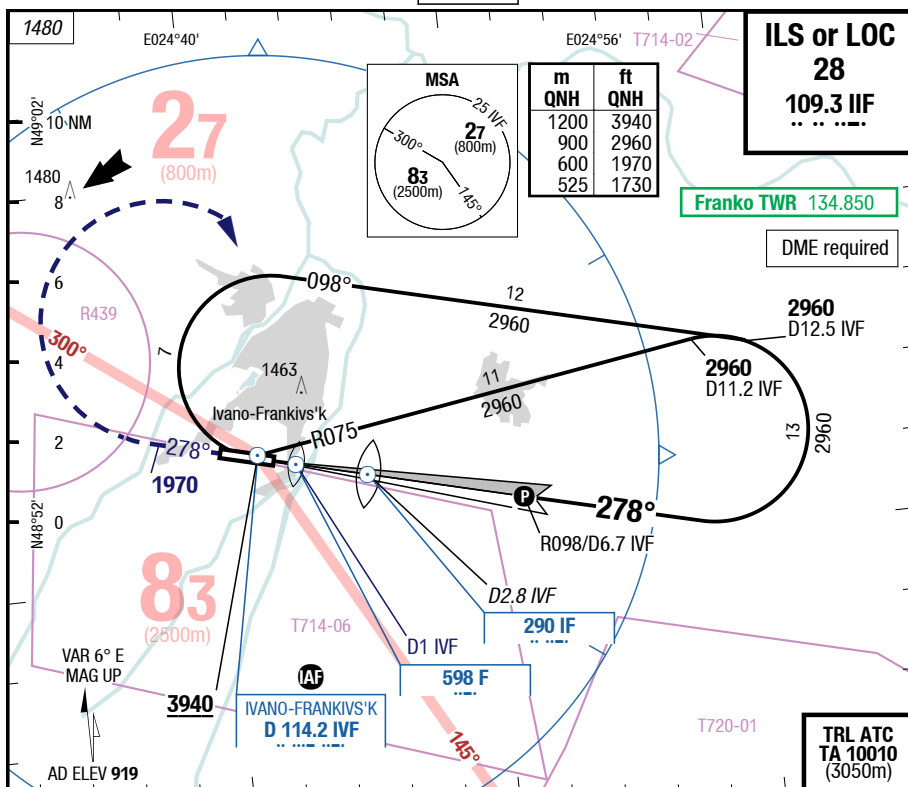 1480
E024°40'
E024°56'
T714-02
ILS or LOC
28
109.3 IIF
N49°02'
10 NM
27
(800m)
MSA
25 IVF
300°
27
(800m)
83
(2500m)
145°
m ft
QNH QNH
1200 3940
900 2960
600 1970
525 1730
1480
8
Franko TWR 134.850
DME required
6
R439
098°
12
2960
2960
D12.5 IVF
300°
7
4
1463
11
2960
2960
D11.2 IVF
Ivano-Frankivs'k
R075
13
2960
2
278°
1970
P
278°
N48°52'
0
R098/D6.7 IVF
83
(2500m)
D2.8 IVF
290 IF
T714-06
D1 IVF
598 F
VAR 6° E
MAG UP
3940
IAF
IVANO-FRANKIVS'K
D 114.2 IVF
145°
T720-01
TRL ATC
TA 10010
(3050m)
AD ELEV 919